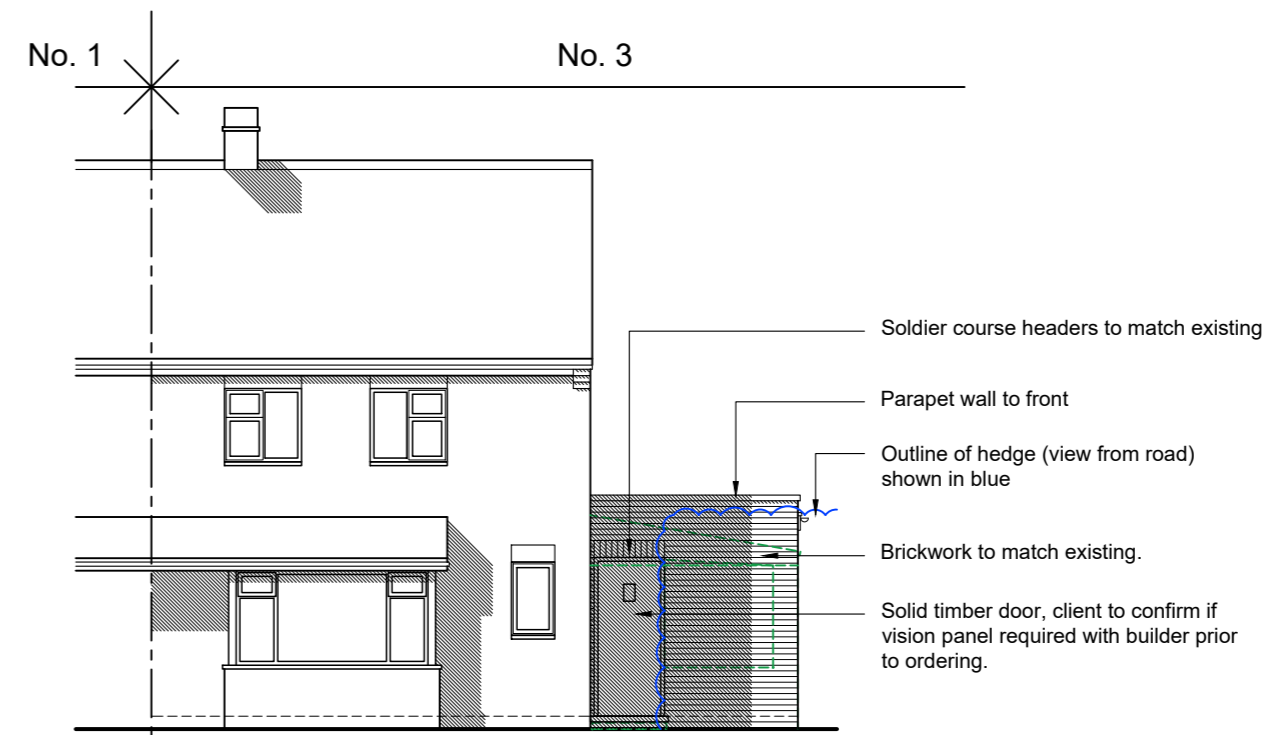 No. 1
No. 3
Soldier course headers to match existing
Parapet wall to front
Outline of hedge (view from road)
shown in blue
Brickwork to match existing.
Solid timber door, client to confirm if
vision panel required with builder prior
to ordering.